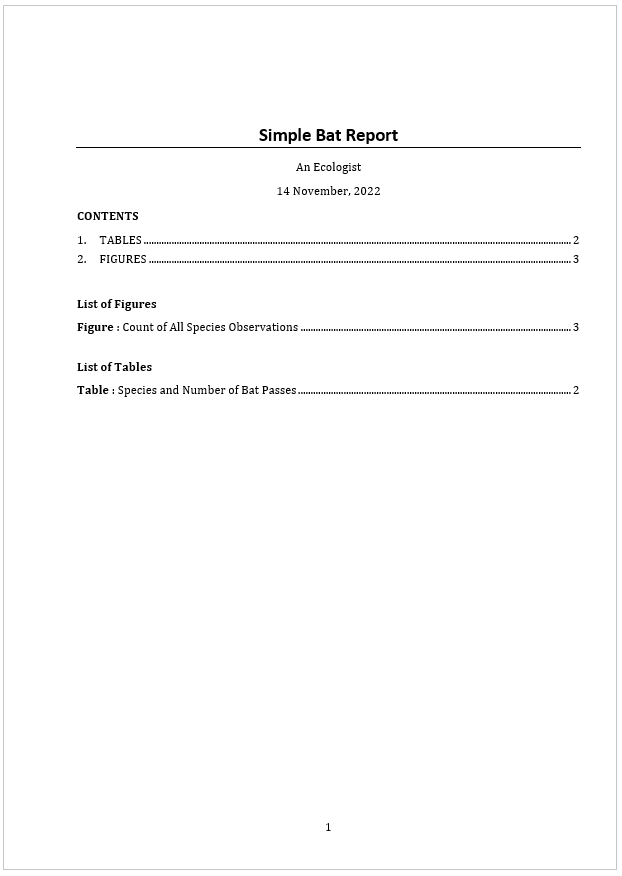 Simple Bat Report
An Ecologist
14 November, 2022
CONTENTS
1. TABLES 2
2. FIGURES 3
List of Figures
Figure : Count of All Species Observations 3
List of Tables
Table : Species and Number of Bat Passes 2
1